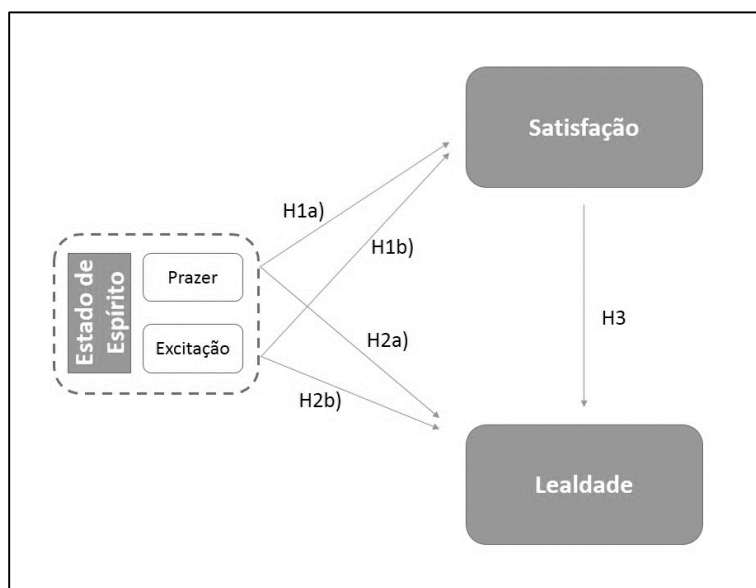 Satisfação
H1a)
H1b)
Estado de
Espírito
Prazer
Excitação
H2a)
H2b)
H3
Lealdade